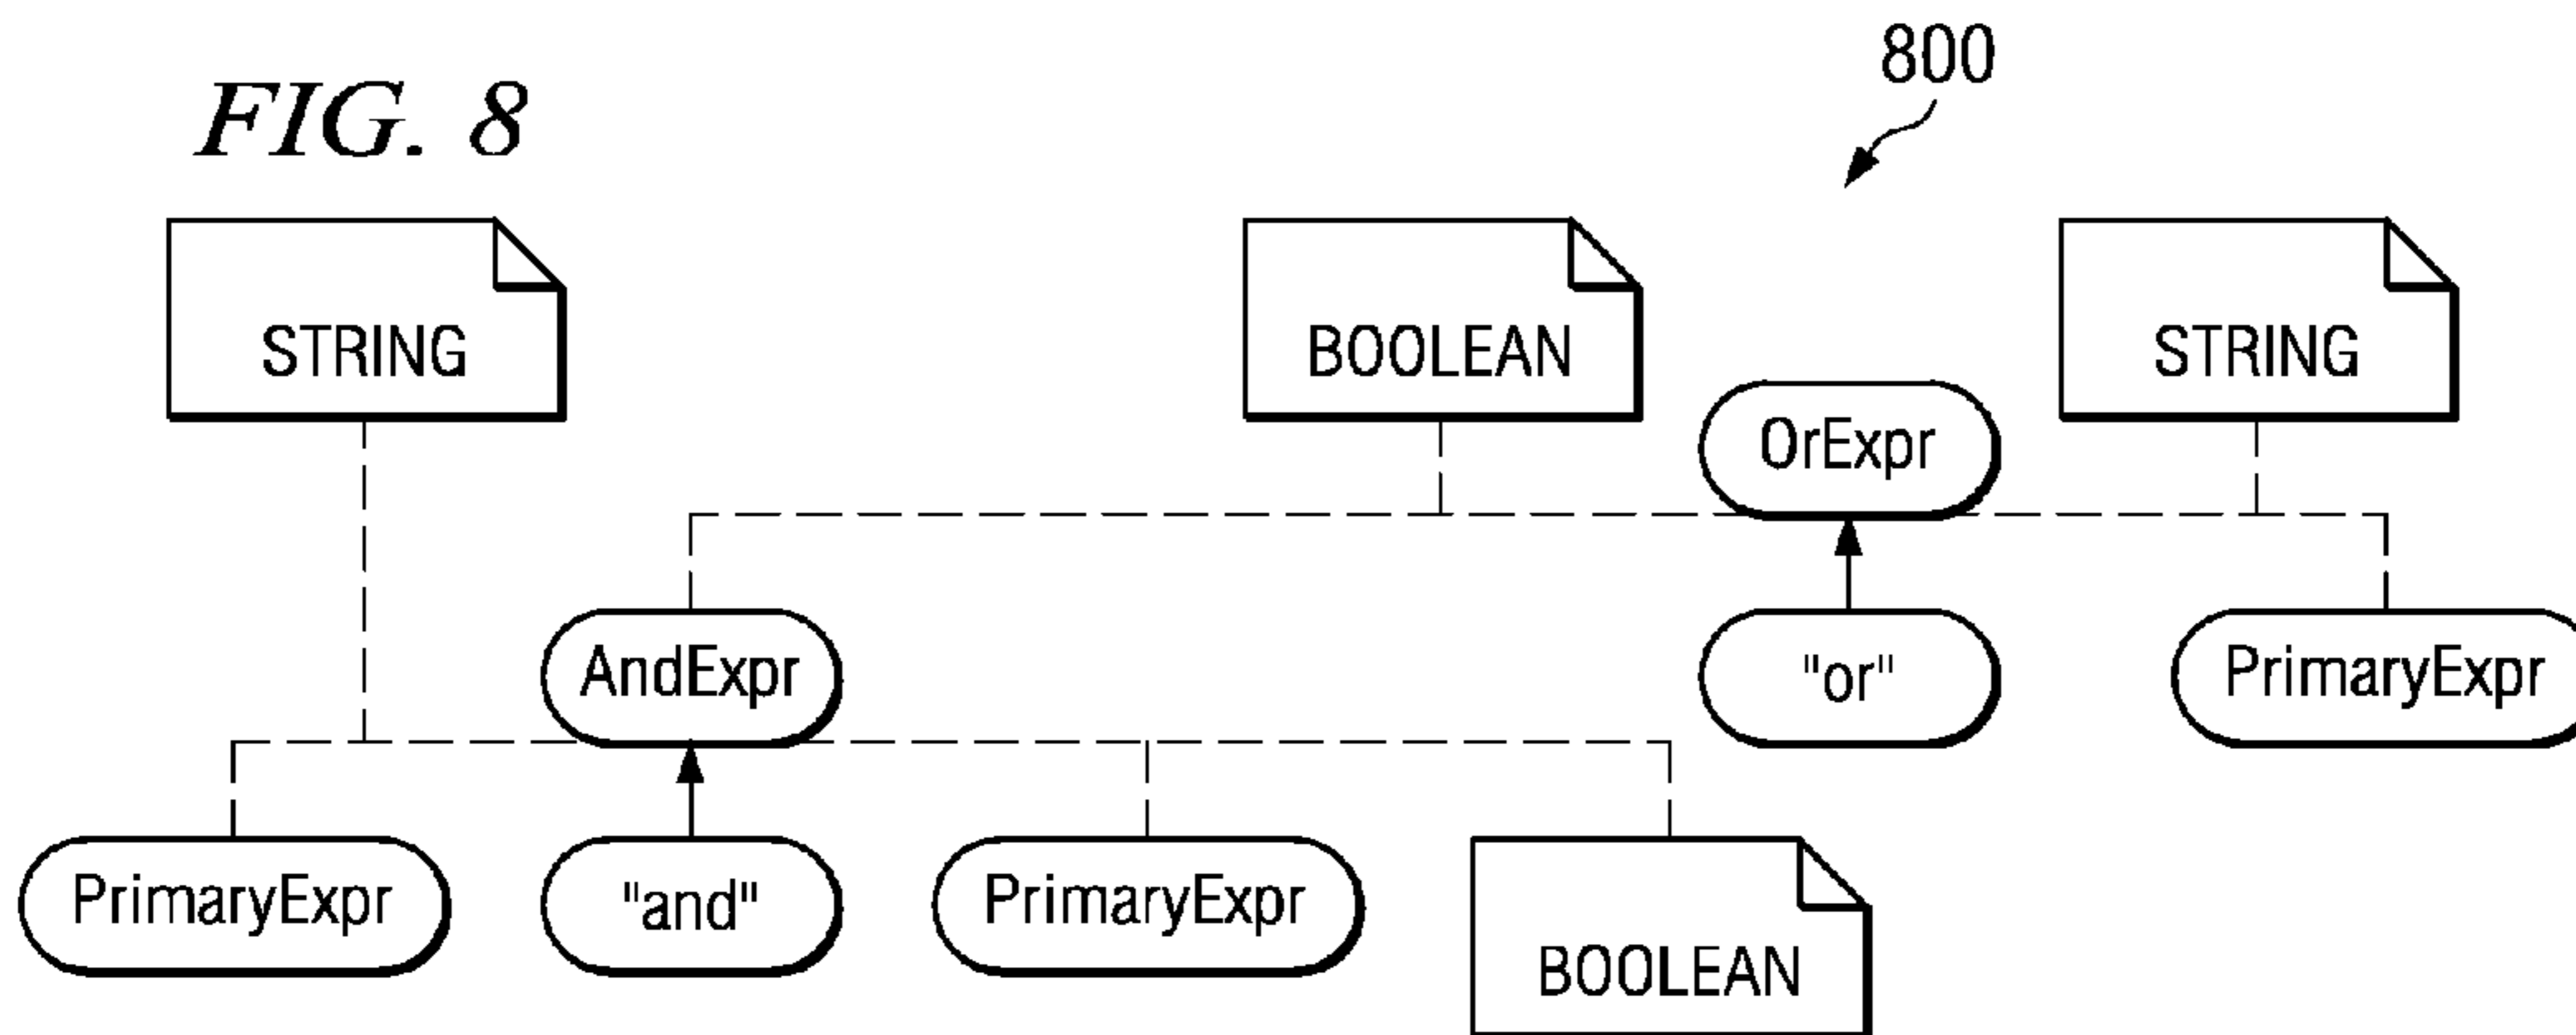 800
FIG. 8
STRING
BOOLEAN
STRING
OrExpr
AndExpr
"or"
PrimaryExpr
PrimaryExpr
"and"
PrimaryExpr
BOOLEAN